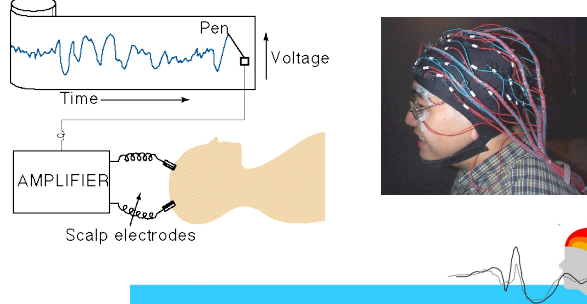 Pen
Voltage
Time
AMPLIFIER
Scalp electrodes